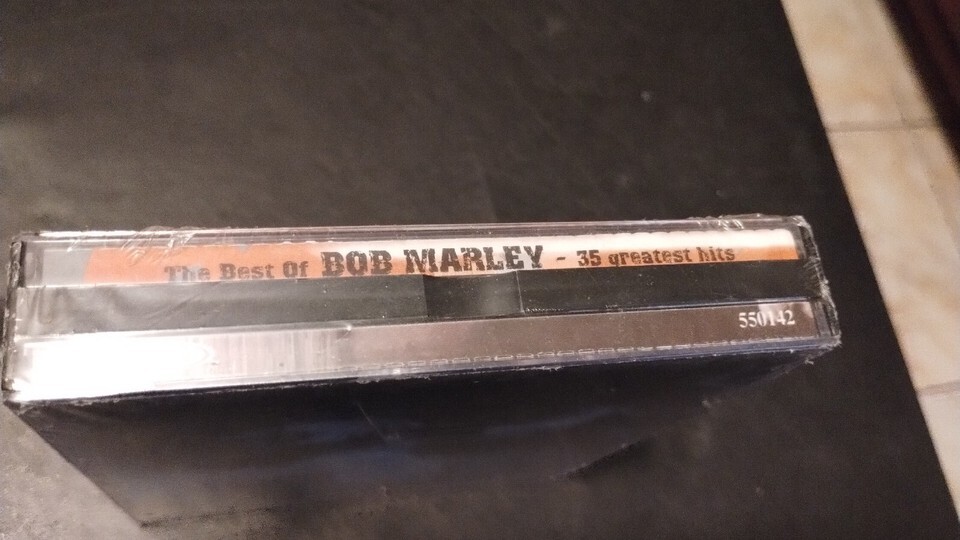 The Best Of BOB MARLEY - 35 greatest hits
550142